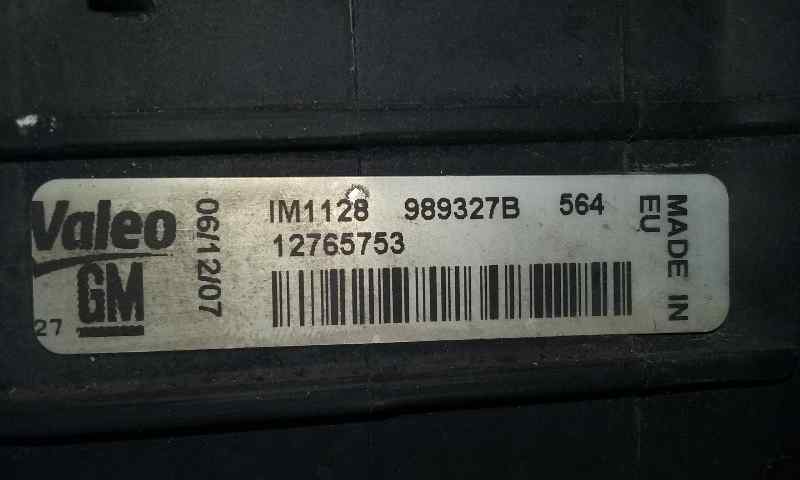 Valeo
GM
27
06/12/07
IM1128 989327B 564
12765753
MADE IN
EU